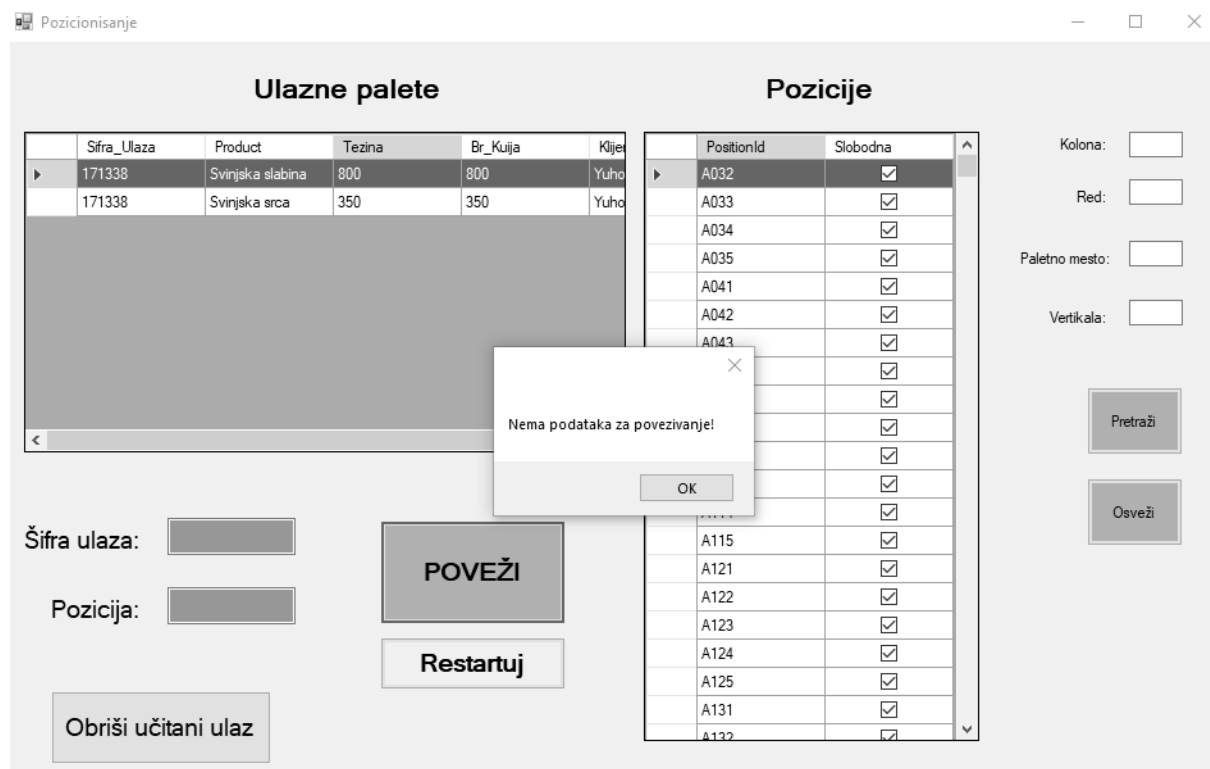 Pozicionisanje
Ulazne palete
Sifra_Ulaza Product Tezina Br_Kuija
171338 Svinjska slabina 800 800
171338 Svinjska srca 350 350
Pozicije
PositionId Slobodna
A032
A033
A034
A035
A041
A042
A043
A115
A121
A122
A123
A124
A125
A131
A132
Kolona:
Red:
Paletno mesto:
Vertikala:
Pretraži
Osveži
Nema podataka za povezivanje!
OK
Šifra ulaza:
Pozicija:
POVEŽI
Restartuj
Obriši učitani ulaz